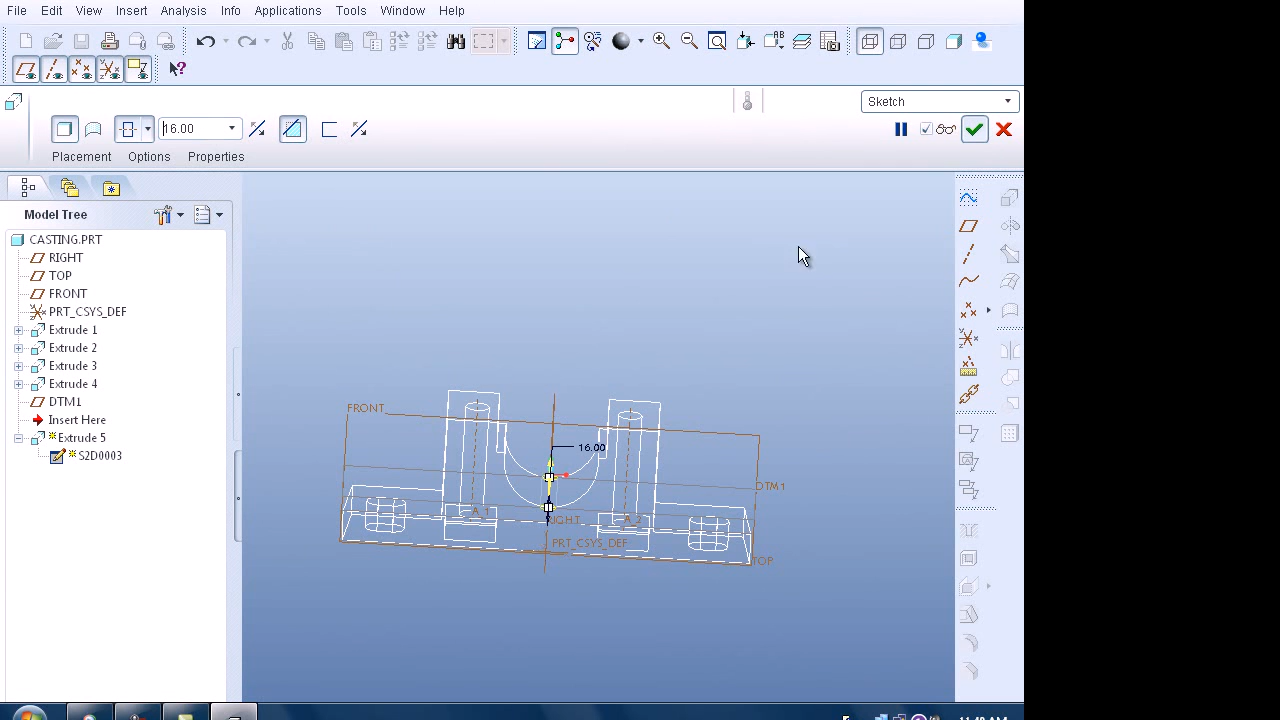 File Edit View Insert Analysis Info Applications Tools Window Help
AB
?
Sketch
16.00
Placement Options Properties
Model Tree
CASTING.PRT
RIGHT
TOP
FRONT
PRT_CSYS_DEF
Extrude 1
Extrude 2
Extrude 3
Extrude 4
DTM1
Insert Here
Extrude 5
S2D0003
FRONT
16.00
DTM1
A_1
RIGHT
A_2
PRT_CSYS_DEF
TOP